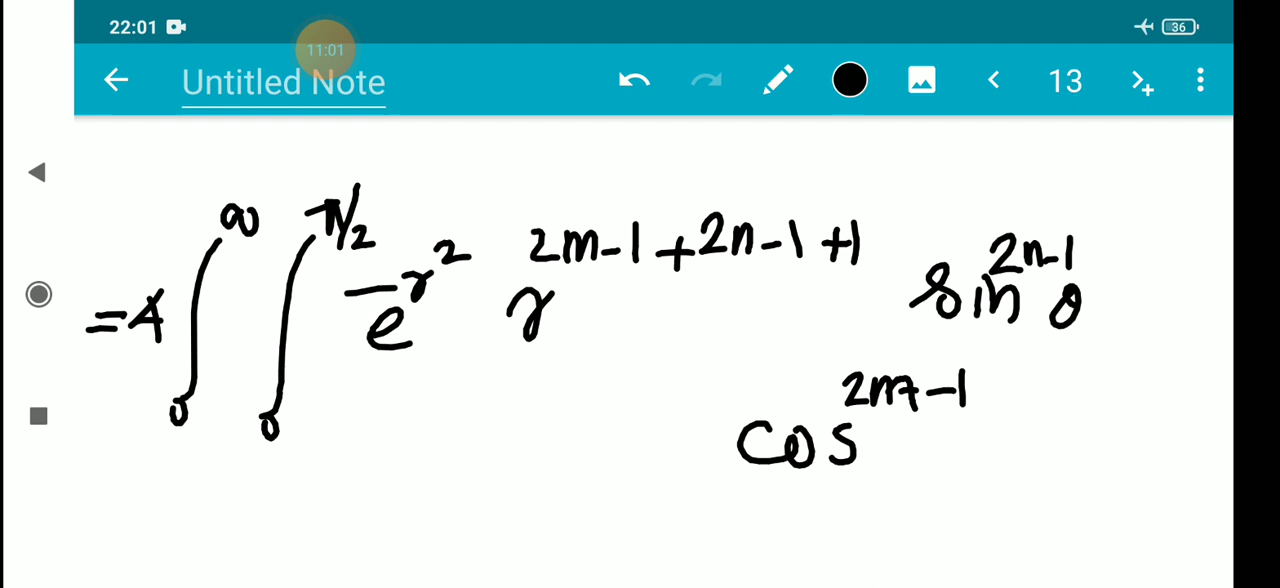 22:01 36
11:01
Untitled Note 13
= 4 ∫₀^∞ ∫₀^{π/2} e^{-r²} r^{2m-1+2n-1+1} sin^{2n-1} θ
cos^{2m-1}